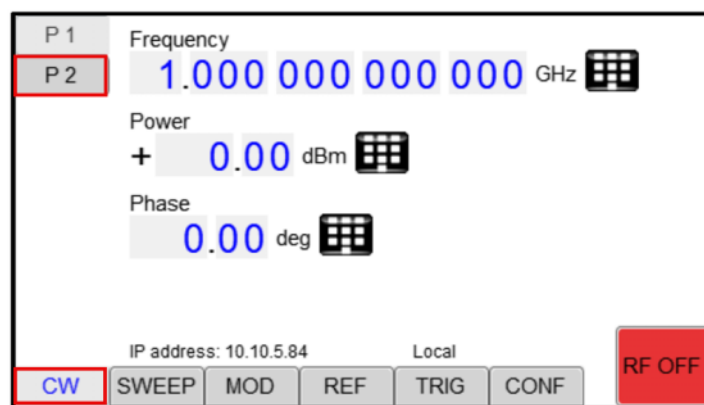 P 1
Frequency
P 2
1.000 000 000 000 GHz
Power
+ 0.00 dBm
Phase
0.00 deg
IP address: 10.10.5.84 Local
RF OFF
CW SWEEP MOD REF TRIG CONF